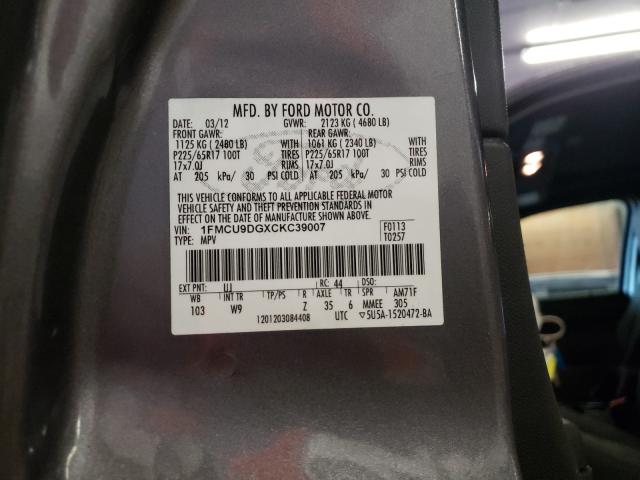 MFD. BY FORD MOTOR CO.
DATE: 03/12 GVWR: 2123 KG ( 4680 LB)
FRONT GAWR: REAR GAWR:
1125 KG ( 2480 LB) 1061 KG ( 2340 LB)
P225/65R17 100T TIRES P225/65R17 100T TIRES
17x7.0J RIMS 17x7.0J RIMS
AT 205 kPa/ 30 PSI COLD AT 205 kPa/ 30 PSI COLD
THIS VEHICLE CONFORMS TO ALL APPLICABLE FEDERAL MOTOR
VEHICLE SAFETY AND THEFT PREVENTION STANDARDS IN
EFFECT ON THE DATE OF MANUFACTURE SHOWN ABOVE.
VIN: 1FMCU9DGXCKC39007 F0113
TYPE: MPV T0257
EXT PNT: UJ RC: 44 DSO:
WB INT TR TP/PS R AXLE TR SPR AM71F
103 W9 Z 35 6 MMEE 305
1201203084408 UTC 5U5A-1520472-BA
Ford